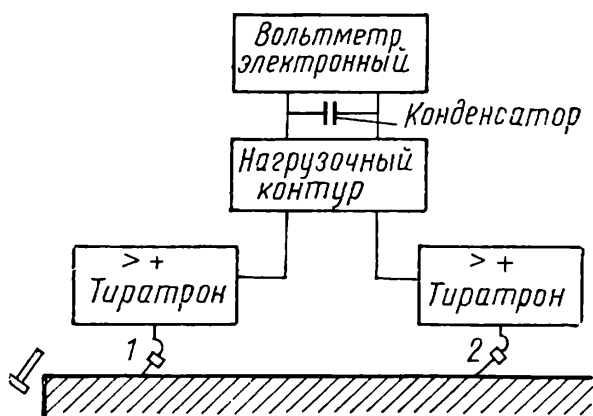 Вольтметр
электронный
Конденсатор
Нагрузочный
контур
> +
Тиратрон
> +
Тиратрон
1
2